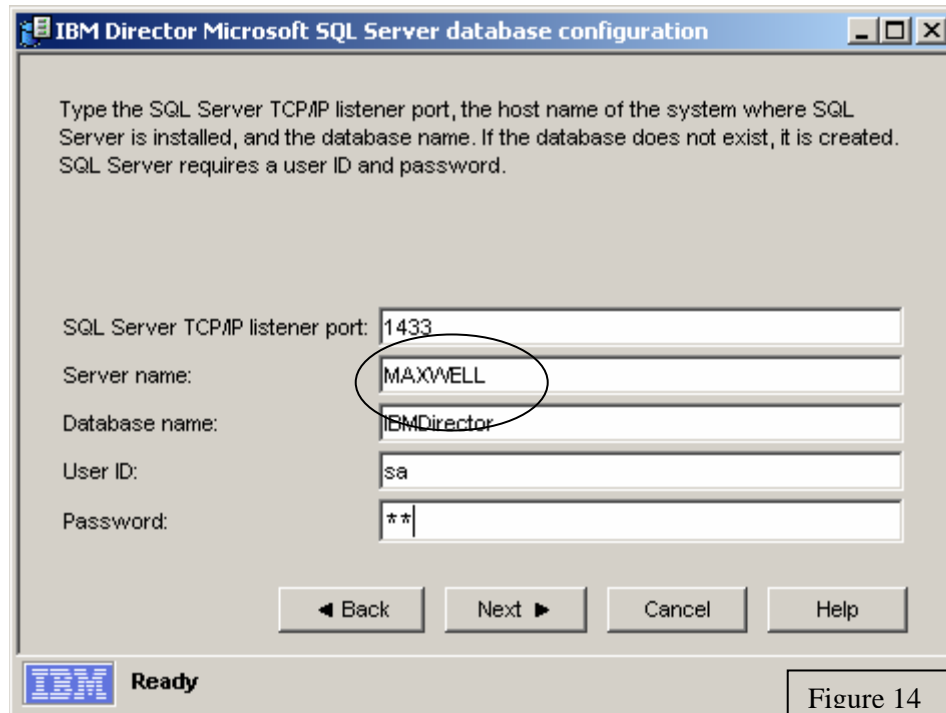 IBM Director Microsoft SQL Server database configuration
Type the SQL Server TCP/IP listener port, the host name of the system where SQL
Server is installed, and the database name. If the database does not exist, it is created.
SQL Server requires a user ID and password.
SQL Server TCP/IP listener port: 1433
Server name: MAXWELL
Database name: IBMDirector
User ID: sa
Password: **
Back Next Cancel Help
IBM Ready
Figure 14